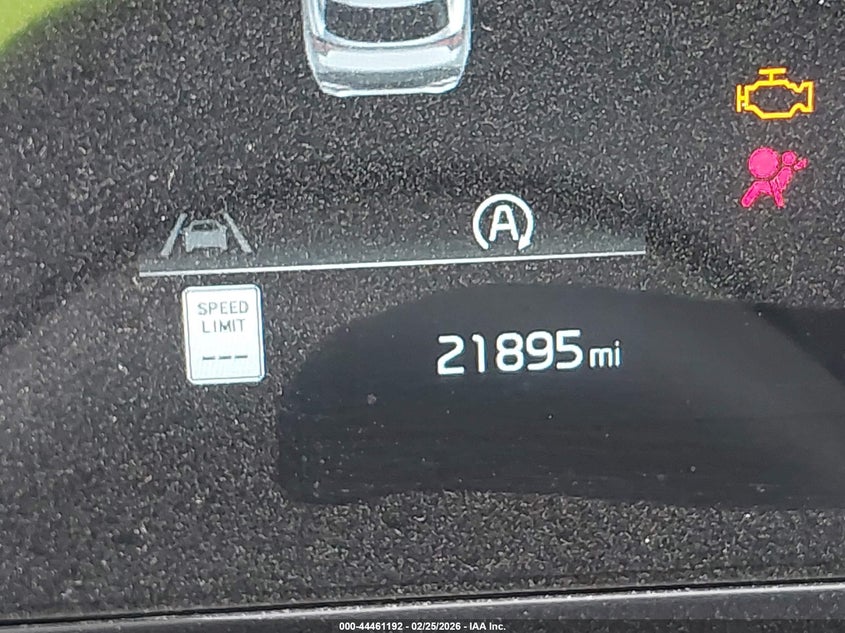 A
SPEED
LIMIT
---
21895 mi
000-44461192 - 02/25/2026 - IAA Inc.